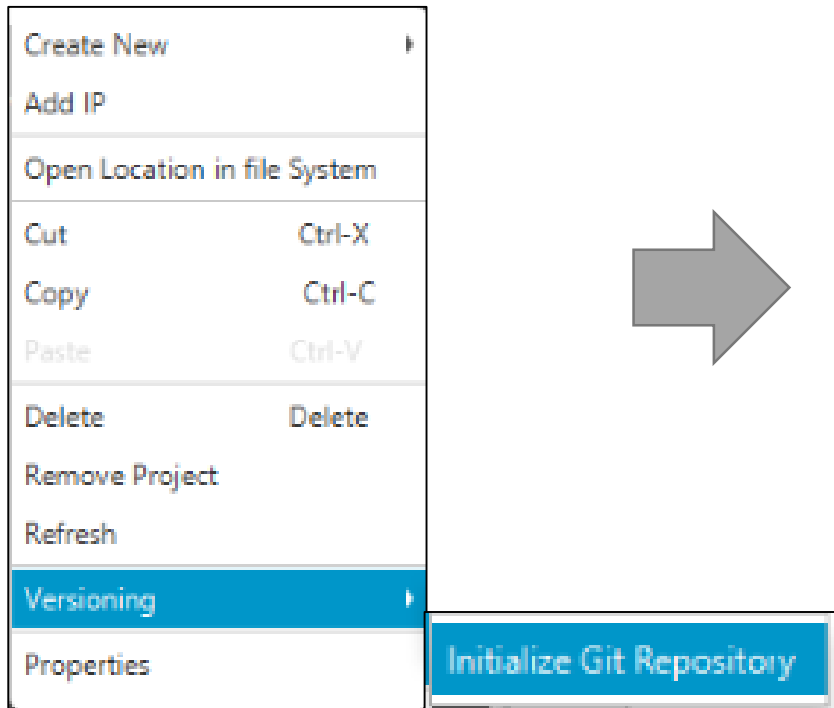 Create New
Add IP
Open Location in file System
Cut Ctrl-X
Copy Ctrl-C
Paste Ctrl-V
Delete Delete
Remove Project
Refresh
Versioning
Initialize Git Repository
Properties